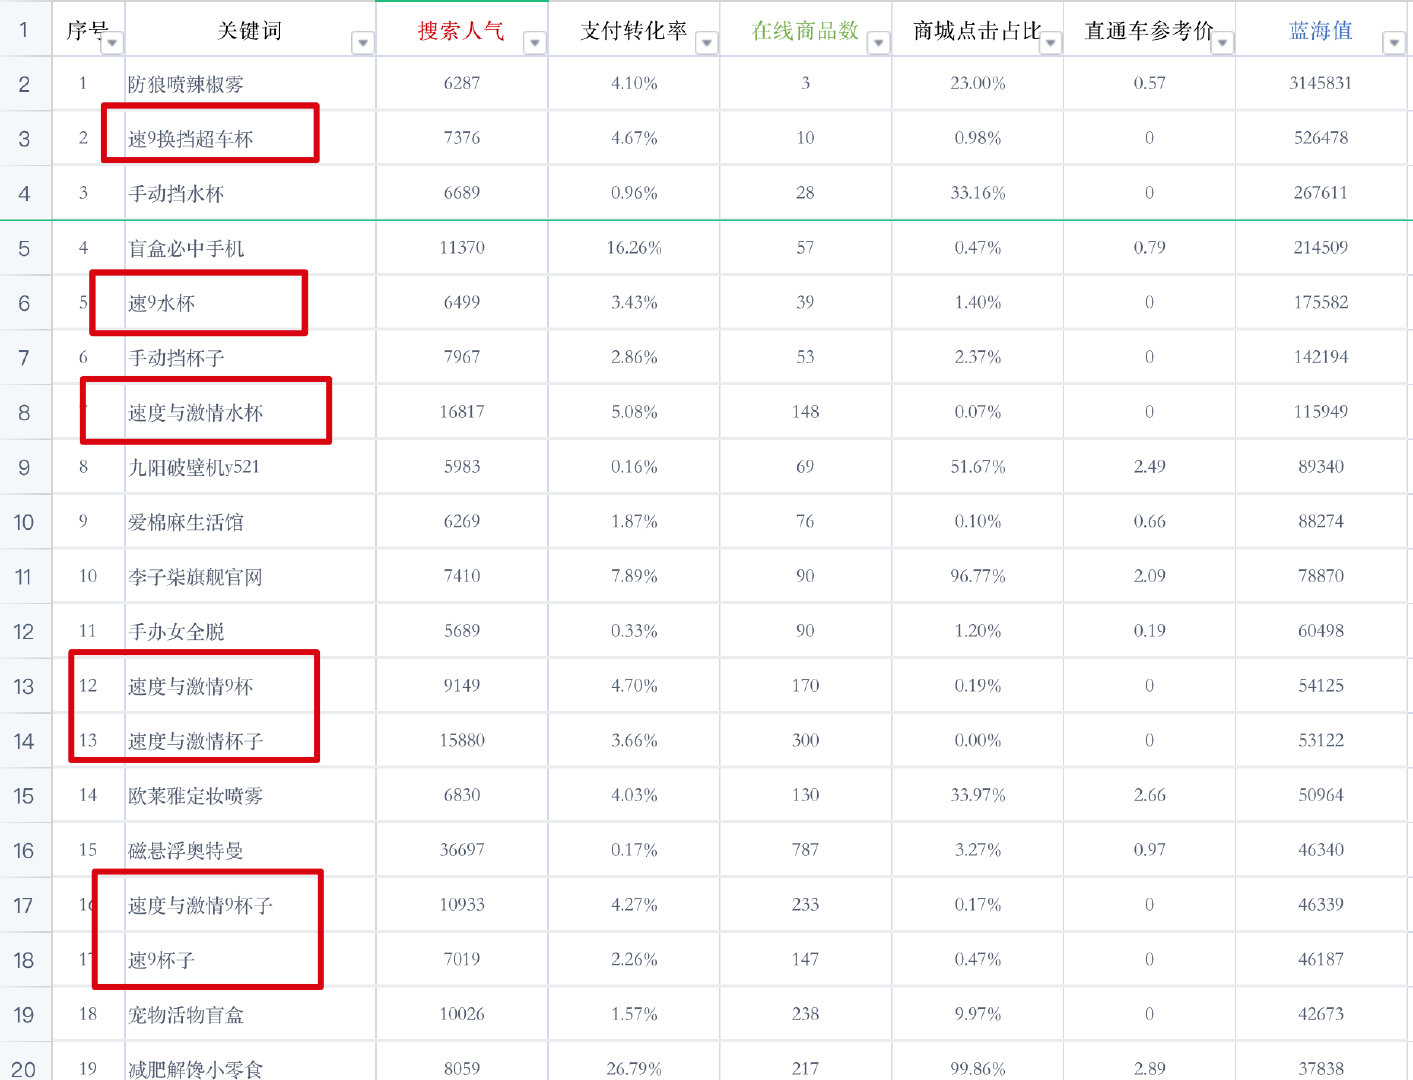 1 序号 关键词 搜索人气 支付转化率 在线商品数 商城点击占比 直通车参考价 蓝海值
2 1 防狼喷辣椒雾 6287 4.10% 3 23.00% 0.57 3145831
3 2 速9换挡超车杯 7376 4.67% 10 0.98% 0 526478
4 3 手动挡水杯 6689 0.96% 28 33.16% 0 267611
5 4 盲盒必中手机 11370 16.26% 57 0.47% 0.79 214509
6 5 速9水杯 6499 3.43% 39 1.40% 0 175582
7 6 手动挡杯子 7967 2.86% 53 2.37% 0 142194
8 7 速度与激情水杯 16817 5.08% 148 0.07% 0 115949
9 8 九阳破壁机y521 5983 0.16% 69 51.67% 2.49 89340
10 9 爱棉麻生活馆 6269 1.87% 76 0.10% 0.66 88274
11 10 李子柒旗舰官网 7410 7.89% 90 96.77% 2.09 78870
12 11 手办女全脱 5689 0.33% 90 1.20% 0.19 60498
13 12 速度与激情9杯 9149 4.70% 170 0.19% 0 54125
14 13 速度与激情杯子 15880 3.66% 300 0.00% 0 53122
15 14 欧莱雅定妆喷雾 6830 4.03% 130 33.97% 2.66 50964
16 15 磁悬浮奥特曼 36697 0.17% 787 3.27% 0.97 46340
17 16 速度与激情9杯子 10933 4.27% 233 0.17% 0 46339
18 17 速9杯子 7019 2.26% 147 0.47% 0 46187
19 18 宠物活物盲盒 10026 1.57% 238 9.97% 0 42673
20 19 减肥解馋小零食 8059 26.79% 217 99.86% 2.89 37838